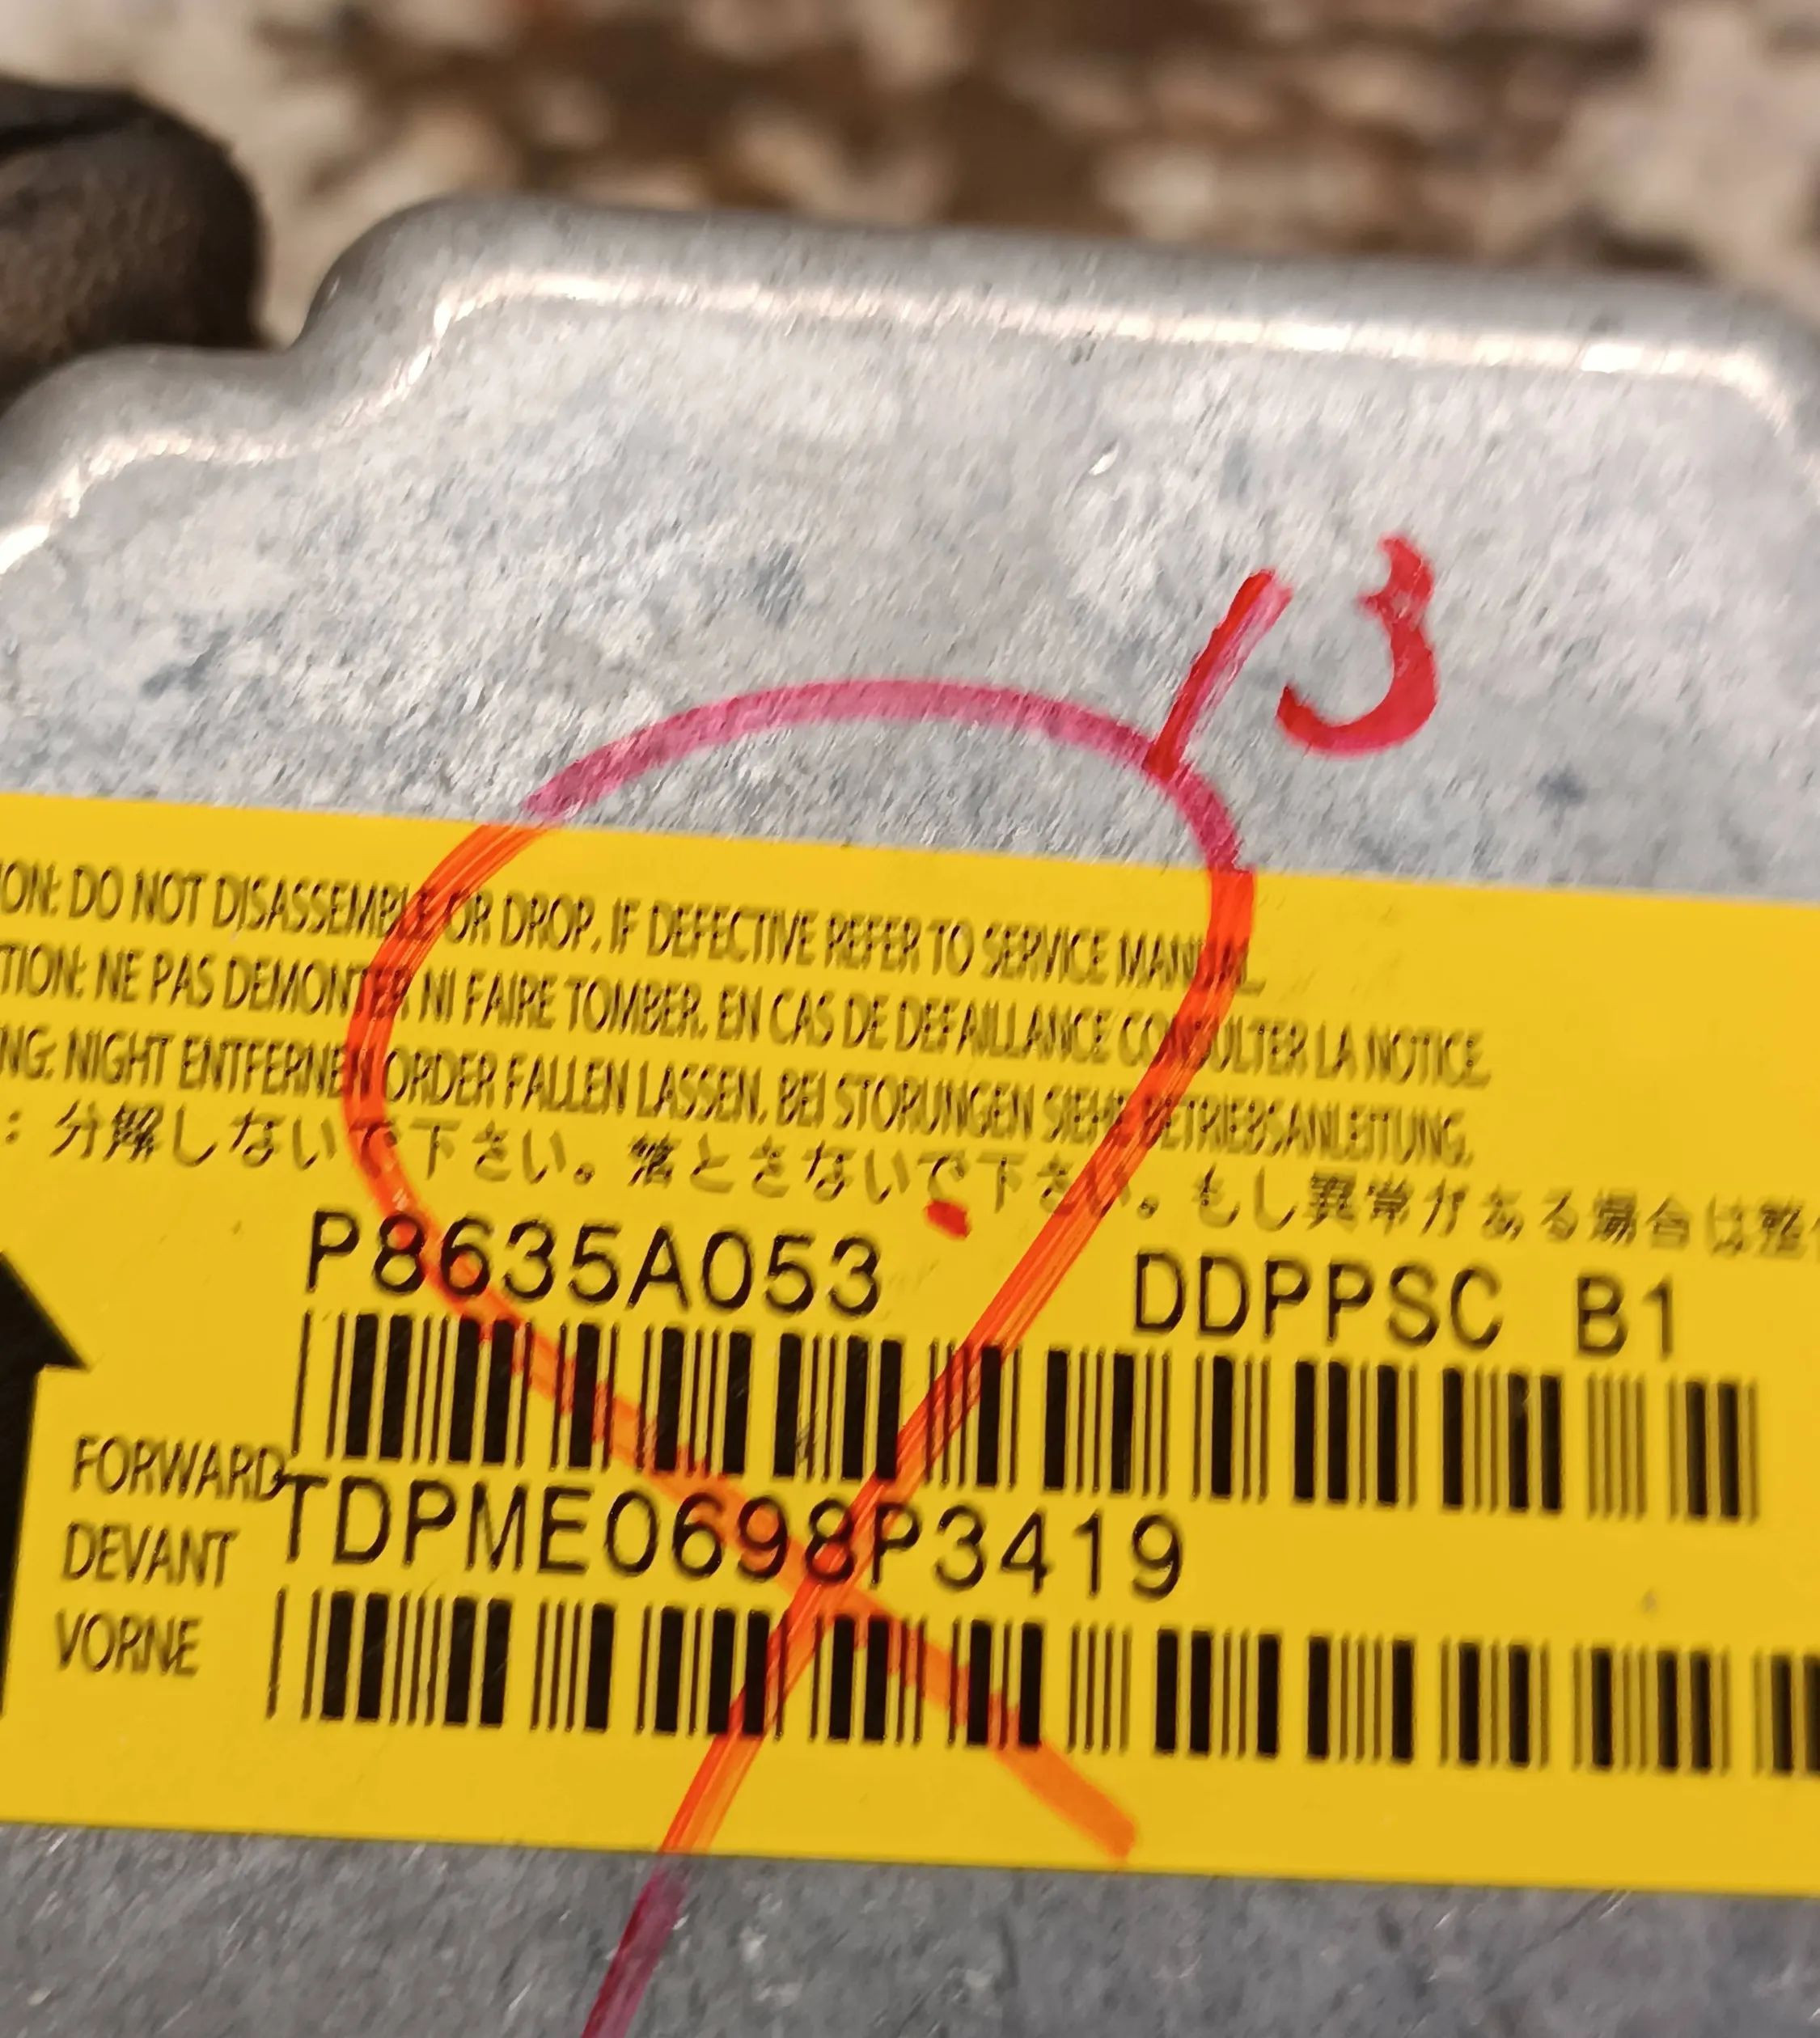 13
ON: DO NOT DISASSEMBLE OR DROP, IF DEFECTIVE REFER TO SERVICE MANUAL.
TION: NE PAS DEMONTER NI FAIRE TOMBER. EN CAS DE DEFAILLANCE CONSULTER LA NOTICE.
NG: NIGHT ENTFERNEN ORDER FALLEN LASSEN. BEI STORUNGEN SIEHE BETRIEBSANLEITUNG.
: 分解しないで下さい。落とさないで下さい。もし異常がある場合は整
P8635A053 DDPPSC B1
FORWARD
TDPME0698P3419
DEVANT
VORNE